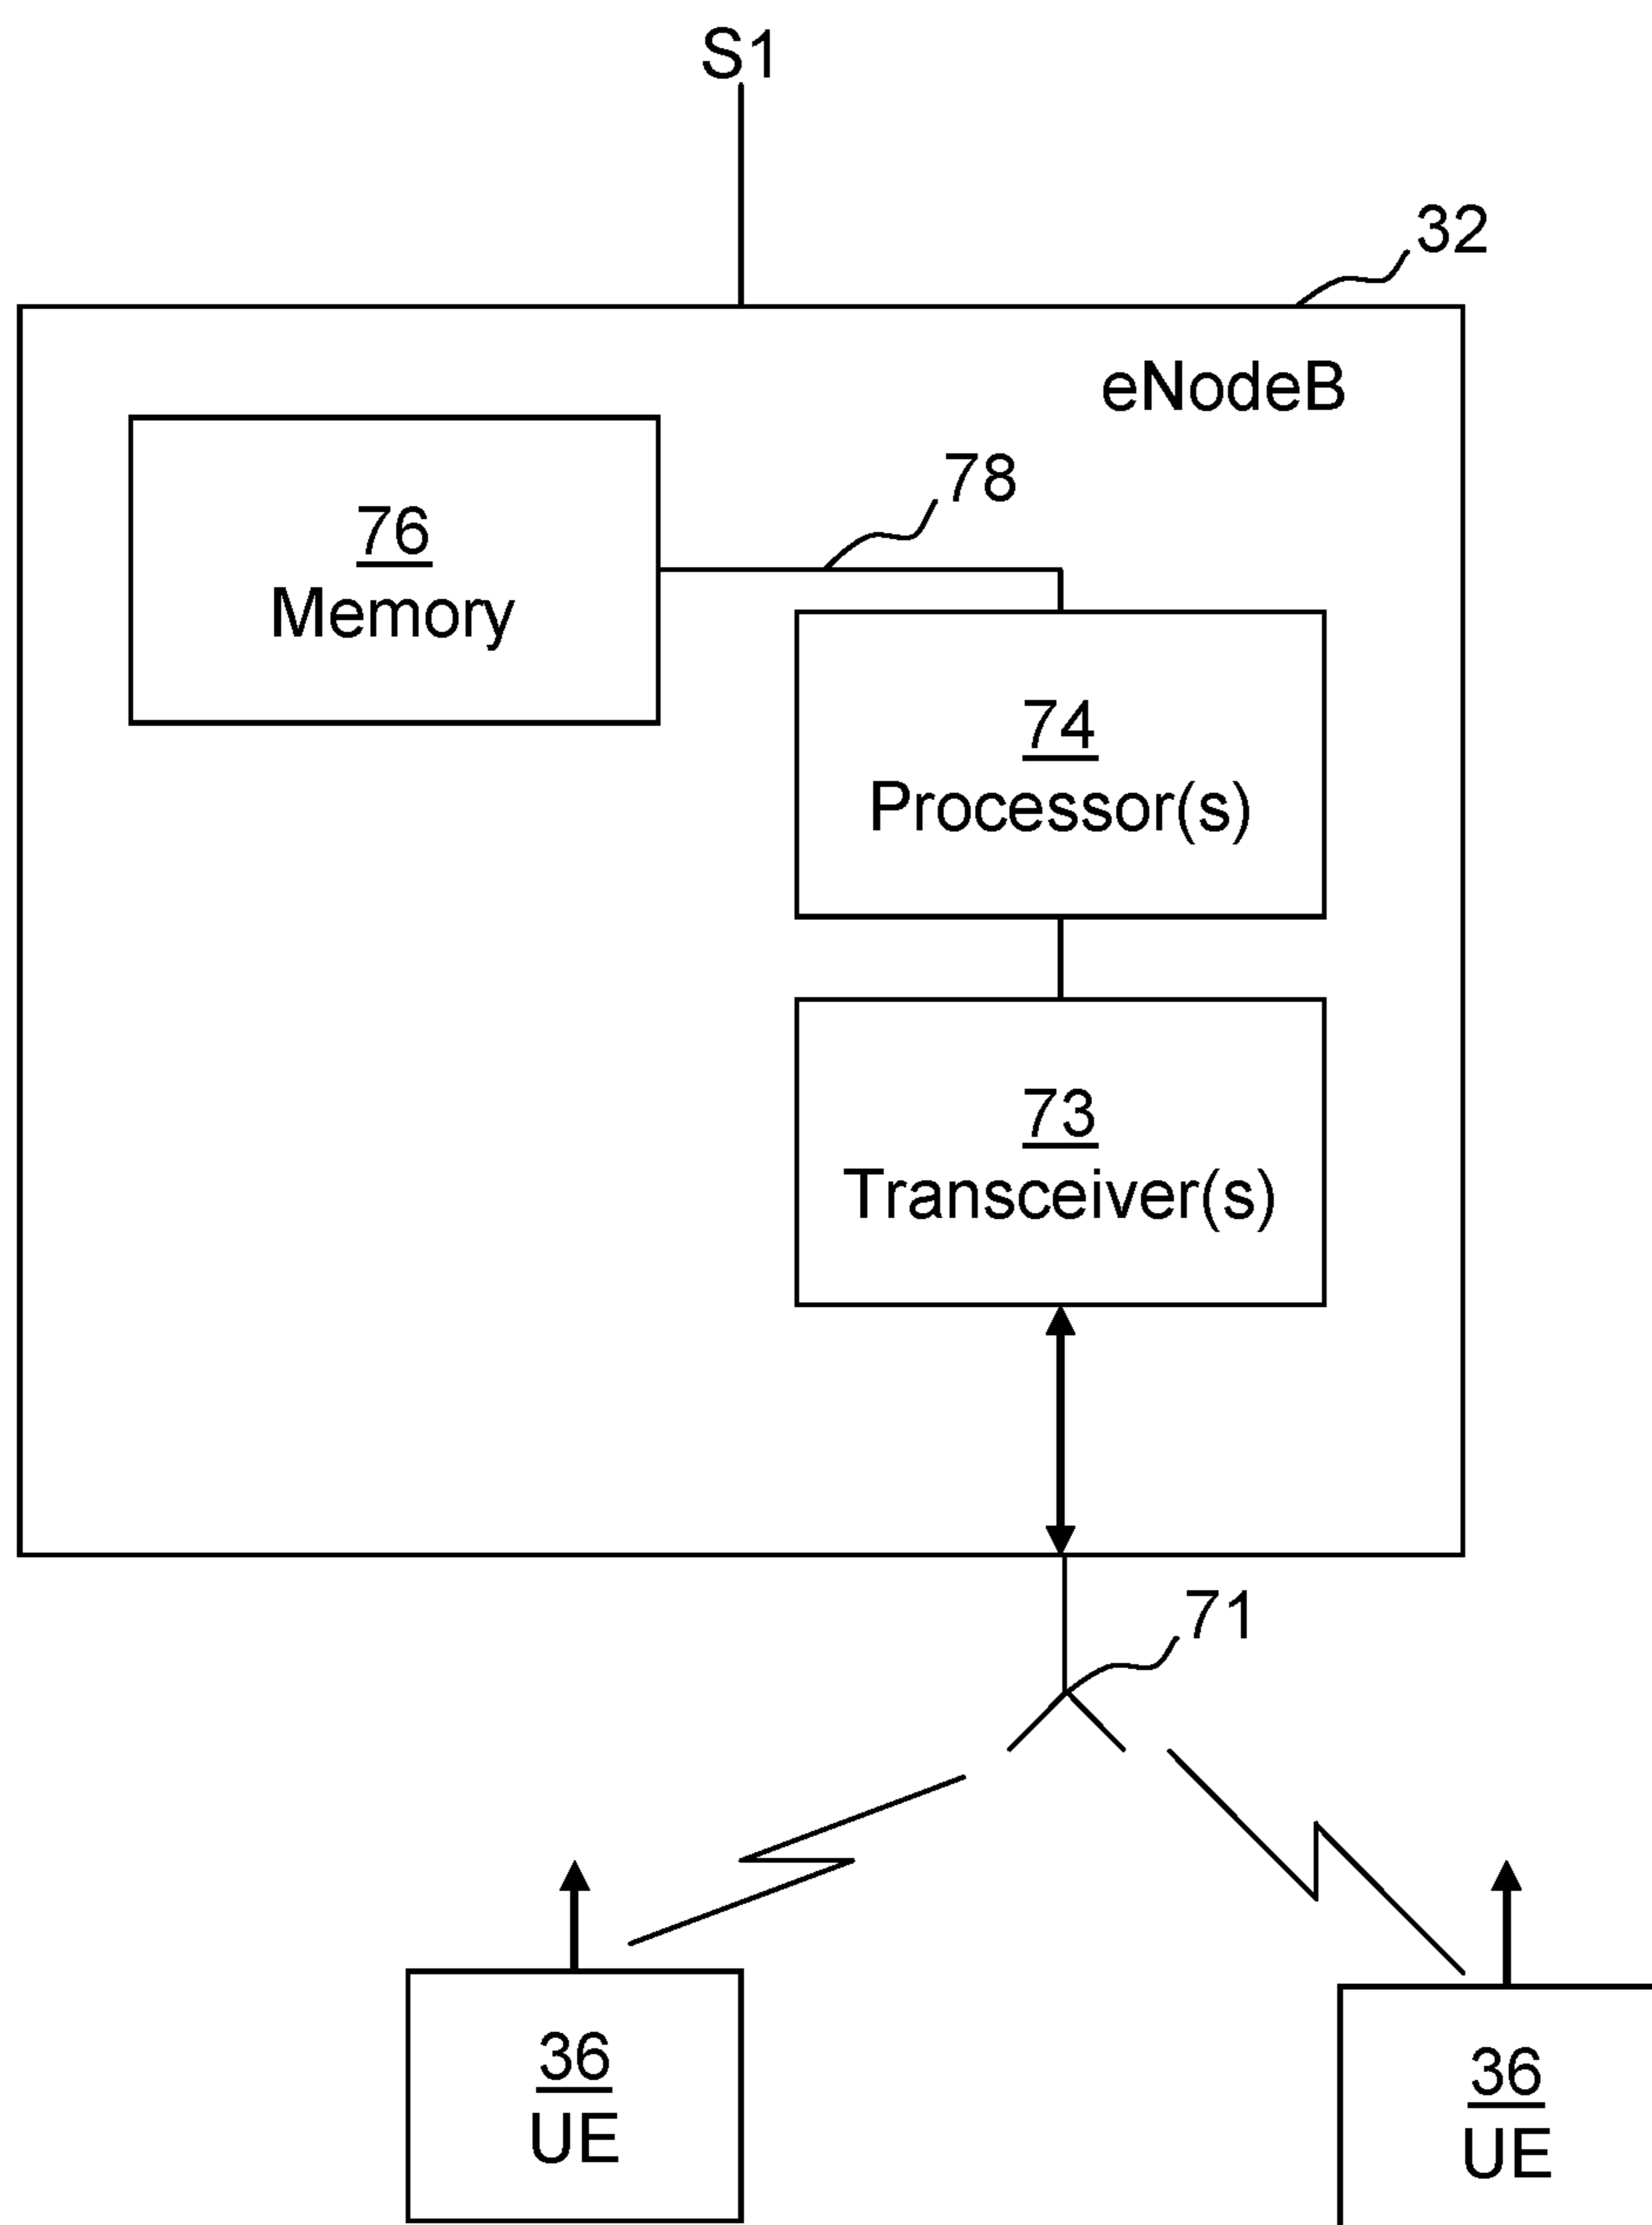 S1
32
eNodeB
78
76
Memory
74
Processor(s)
73
Transceiver(s)
71
36
UE
36
UE